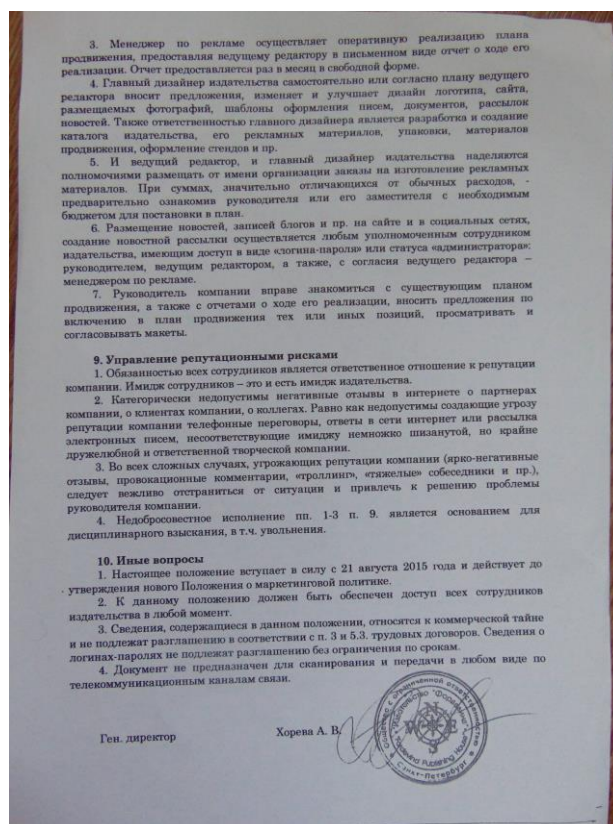 3. Менеджер по рекламе осуществляет оперативную реализацию плана
продвижения, предоставляя ведущему редактору в письменном виде отчет о ходе его
реализации. Отчет предоставляется раз в месяц в свободной форме.
4. Главный дизайнер издательства самостоятельно или согласно плану ведущего
редактора вносит предложения, изменяет и улучшает дизайн логотипа, сайта,
размещаемых фотографий, шаблоны оформления писем, документов, рассылок
новостей. Также ответственностью главного дизайнера является разработка и создание
каталога издательства, его рекламных материалов, упаковки, материалов
продвижения, оформление стендов и пр.
5. И ведущий редактор, и главный дизайнер издательства наделяются
полномочиями размещать от имени организации заказы на изготовление рекламных
материалов. При суммах, значительно отличающихся от обычных расходов, -
предварительно ознакомив руководителя или его заместителя с необходимым
бюджетом для постановки в план.
6. Размещение новостей, записей блогов и пр. на сайте и в социальных сетях,
создание новостной рассылки осуществляется любым уполномоченным сотрудником
издательства, имеющим доступ в виде «логина-пароля» или статуса «администратора»:
руководителем, ведущим редактором, а также, с согласия ведущего редактора –
менеджером по рекламе.
7. Руководитель компании вправе знакомиться с существующим планом
продвижения, а также с отчетами о ходе его реализации, вносить предложения по
включению в план продвижения тех или иных позиций, просматривать и
согласовывать макеты.
9. Управление репутационными рисками
1. Обязанностью всех сотрудников является ответственное отношение к репутации
компании. Имидж сотрудников – это и есть имидж издательства.
2. Категорически недопустимы негативные отзывы в интернете о партнерах
компании, о клиентах компании, о коллегах. Равно как недопустимы создающие угрозу
репутации компании телефонные переговоры, ответы в сети интернет или рассылка
электронных писем, несоответствующие имиджу немножко шизанутой, но крайне
дружелюбной и ответственной творческой компании.
3. Во всех сложных случаях, угрожающих репутации компании (ярко-негативные
отзывы, провокационные комментарии, «троллинг», «тяжелые» собеседники и пр.),
следует вежливо отстраниться от ситуации и привлечь к решению проблемы
руководителя компании.
4. Недобросовестное исполнение пп. 1-3 п. 9. является основанием для
дисциплинарного взыскания, в т.ч. увольнения.
10. Иные вопросы
1. Настоящее положение вступает в силу с 21 августа 2015 года и действует до
утверждения нового Положения о маркетинговой политике.
2. К данному положению должен быть обеспечен доступ всех сотрудников
издательства в любой момент.
3. Сведения, содержащиеся в данном положении, относятся к коммерческой тайне
и не подлежат разглашению в соответствии с п. 3 и 5.3. трудовых договоров. Сведения о
логинах-паролях не подлежат разглашению без ограничения по срокам.
4. Документ не предназначен для сканирования и передачи в любом виде по
телекоммуникационным каналам связи.
Ген. директор Хорева А. В.
Общество с ограниченной ответственностью
Издательство
Publishing House
Санкт-Петербург